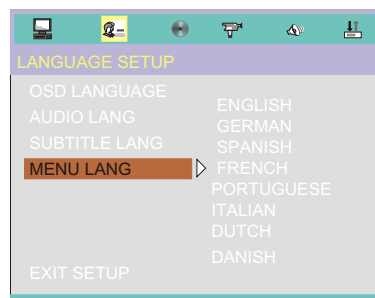 LANGUAGE SETUP
OSD LANGUAGE
AUDIO LANG
SUBTITLE LANG
MENU LANG
EXIT SETUP
ENGLISH
GERMAN
SPANISH
FRENCH
PORTUGUESE
ITALIAN
DUTCH
DANISH